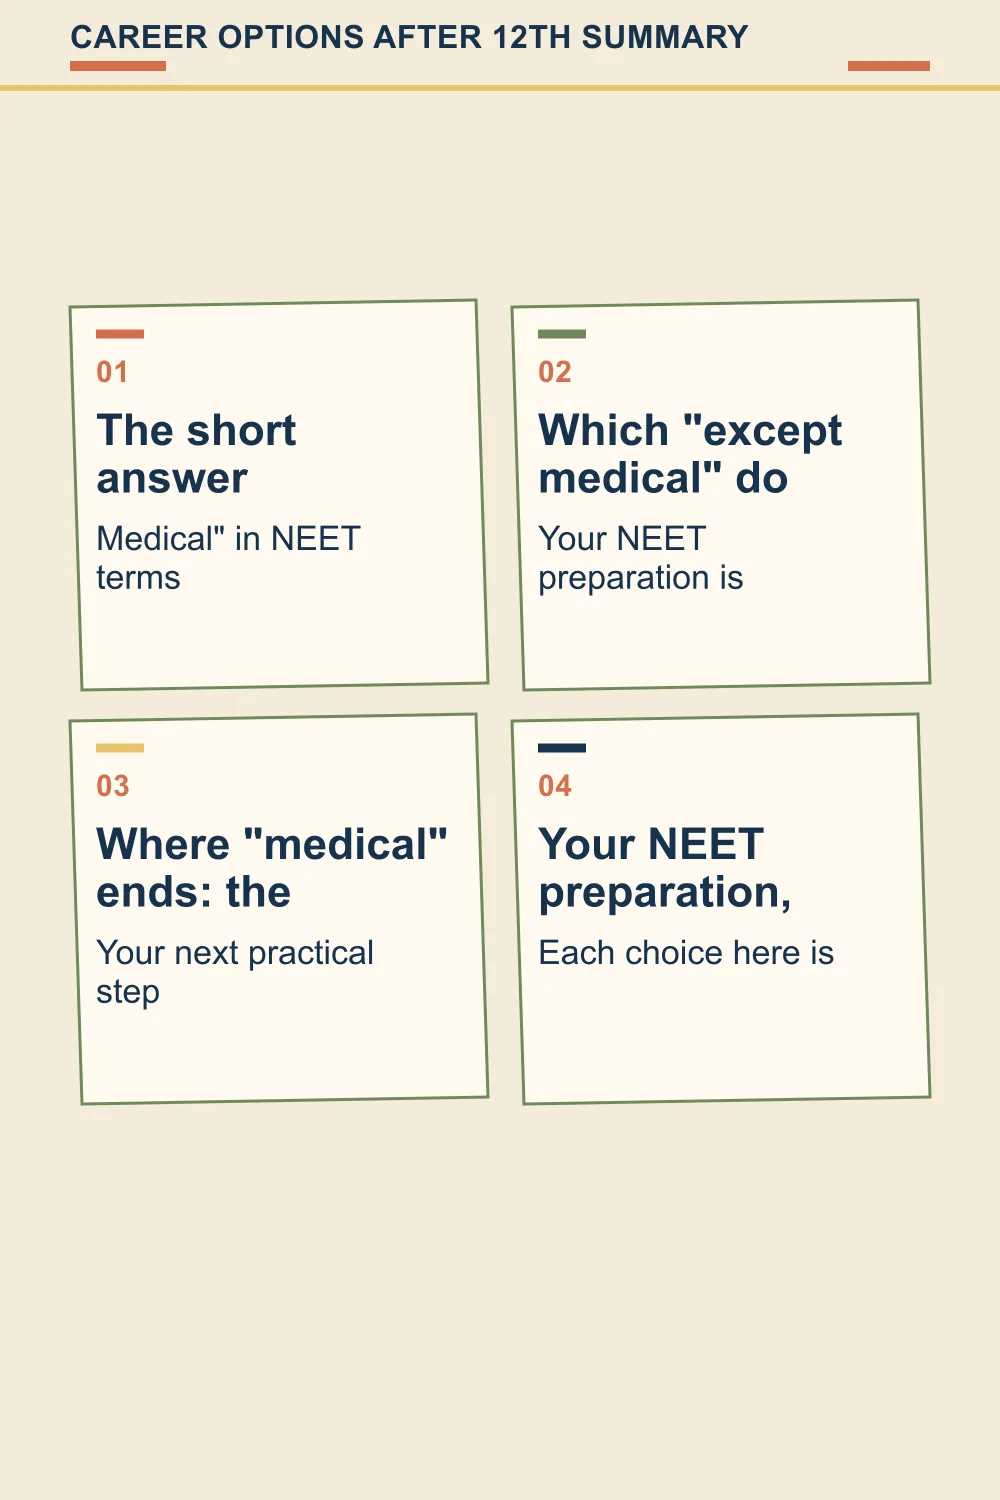 CAREER OPTIONS AFTER 12TH SUMMARY
01
The short
answer
Medical" in NEET
terms
02
Which "except
medical" do
Your NEET
preparation is
03
Where "medical"
ends: the
Your next practical
step
04
Your NEET
preparation,
Each choice here is